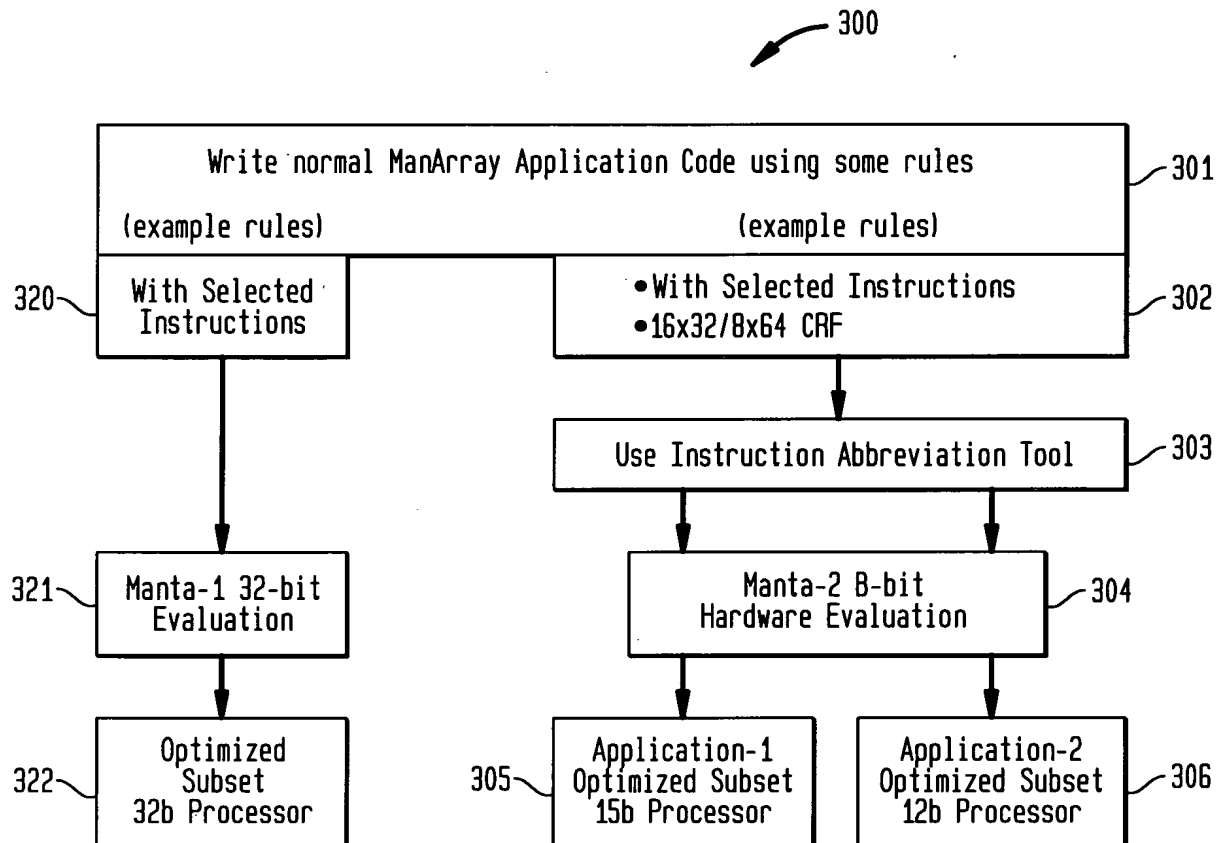 300
Write normal ManArray Application Code using some rules
301
(example rules)
(example rules)
320
With Selected
Instructions
•With Selected Instructions
•16x32/8x64 CRF
302
Use Instruction Abbreviation Tool
303
321
Manta-1 32-bit
Evaluation
Manta-2 B-bit
Hardware Evaluation
304
322
Optimized
Subset
32b Processor
305
Application-1
Optimized Subset
15b Processor
Application-2
Optimized Subset
12b Processor
306